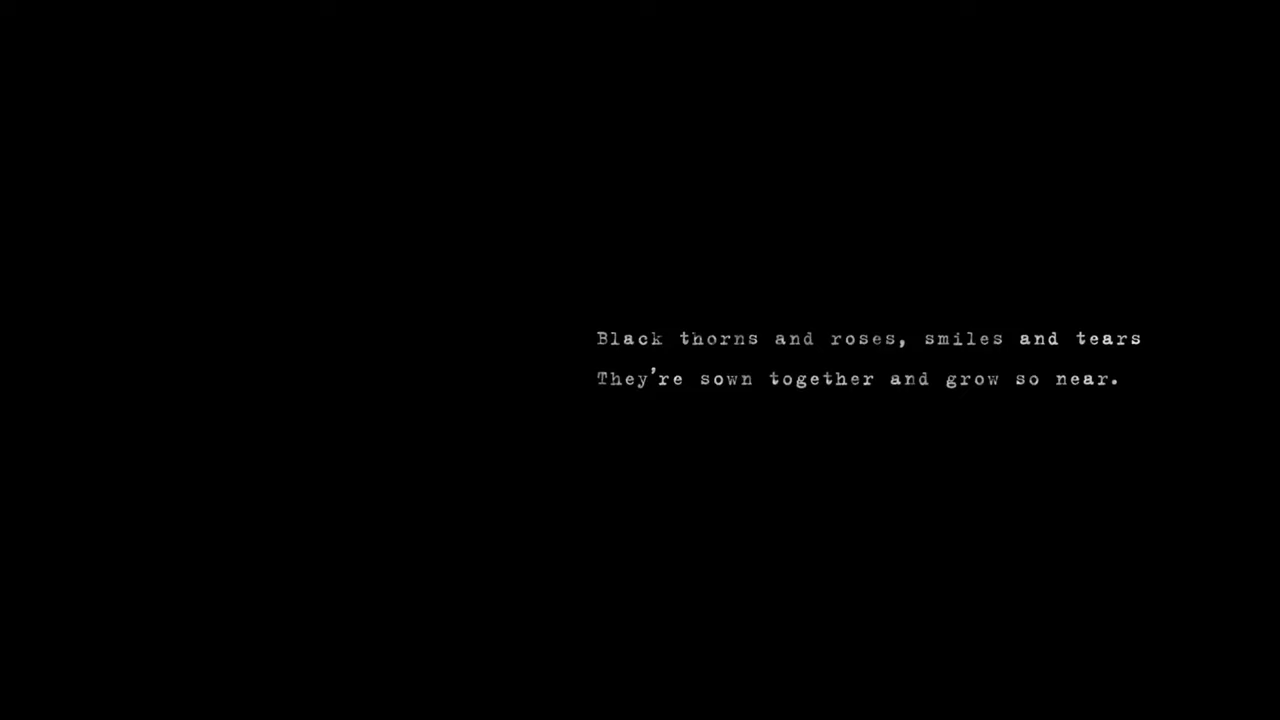 Black thorns and roses, smiles and tears
They're sown together and grow so near.